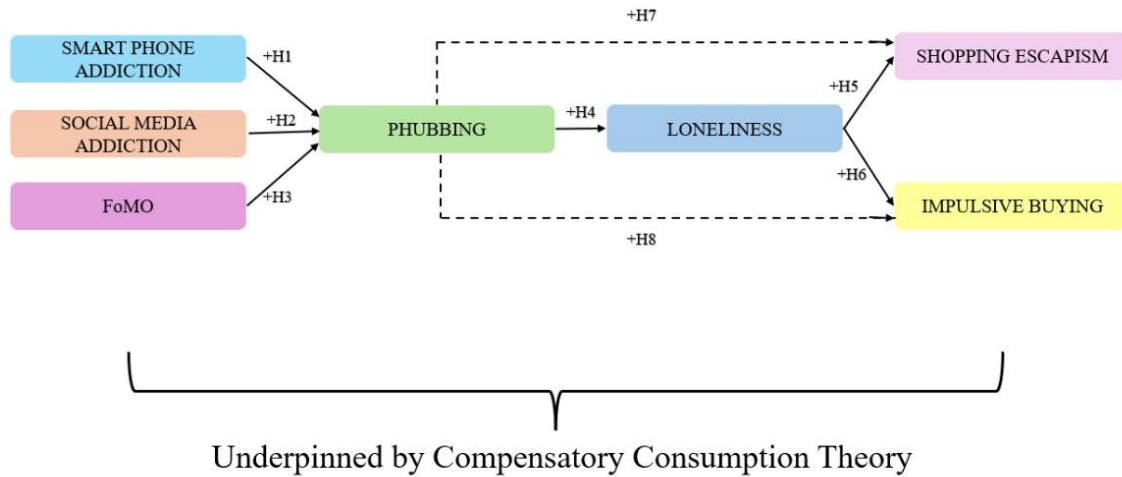 +H7
SMART PHONE
ADDICTION
+H1
SHOPPING ESCAPISM
+H5
SOCIAL MEDIA
ADDICTION
+H2
PHUBBING
+H4
LONELINESS
+H6
FoMO
+H3
IMPULSIVE BUYING
+H8
Underpinned by Compensatory Consumption Theory